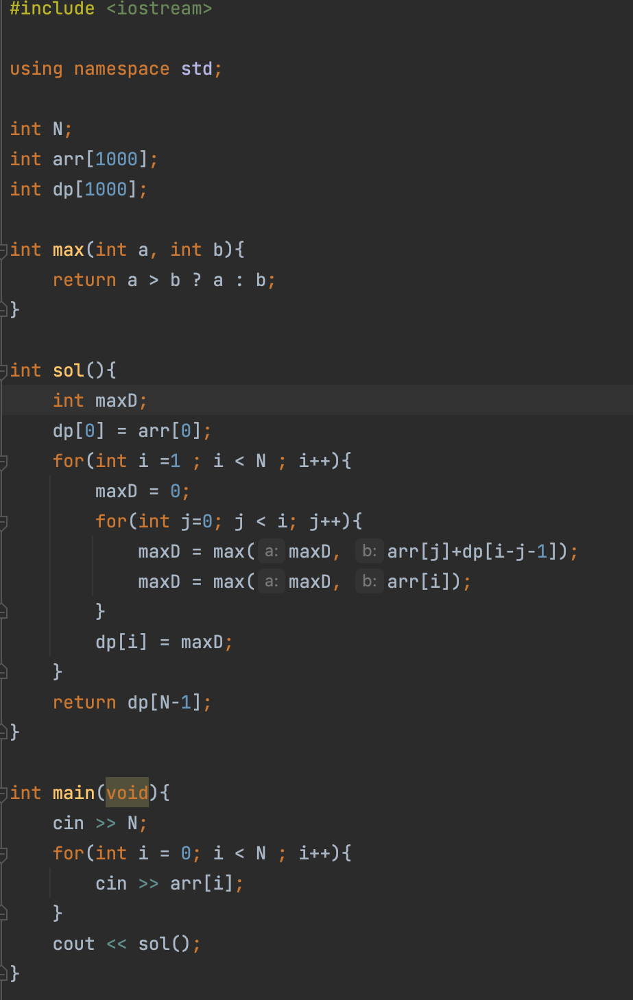 #include <iostream>
using namespace std;
int N;
int arr[1000];
int dp[1000];
int max(int a, int b){
    return a > b ? a : b;
}
int sol(){
    int maxD;
    dp[0] = arr[0];
    for(int i =1 ; i < N ; i++){
        maxD = 0;
        for(int j=0; j < i; j++){
            maxD = max( a: maxD, b: arr[j]+dp[i-j-1]);
            maxD = max( a: maxD, b: arr[i]);
        }
        dp[i] = maxD;
    }
    return dp[N-1];
}
int main(void){
    cin >> N;
    for(int i = 0; i < N ; i++){
        cin >> arr[i];
    }
    cout << sol();
}